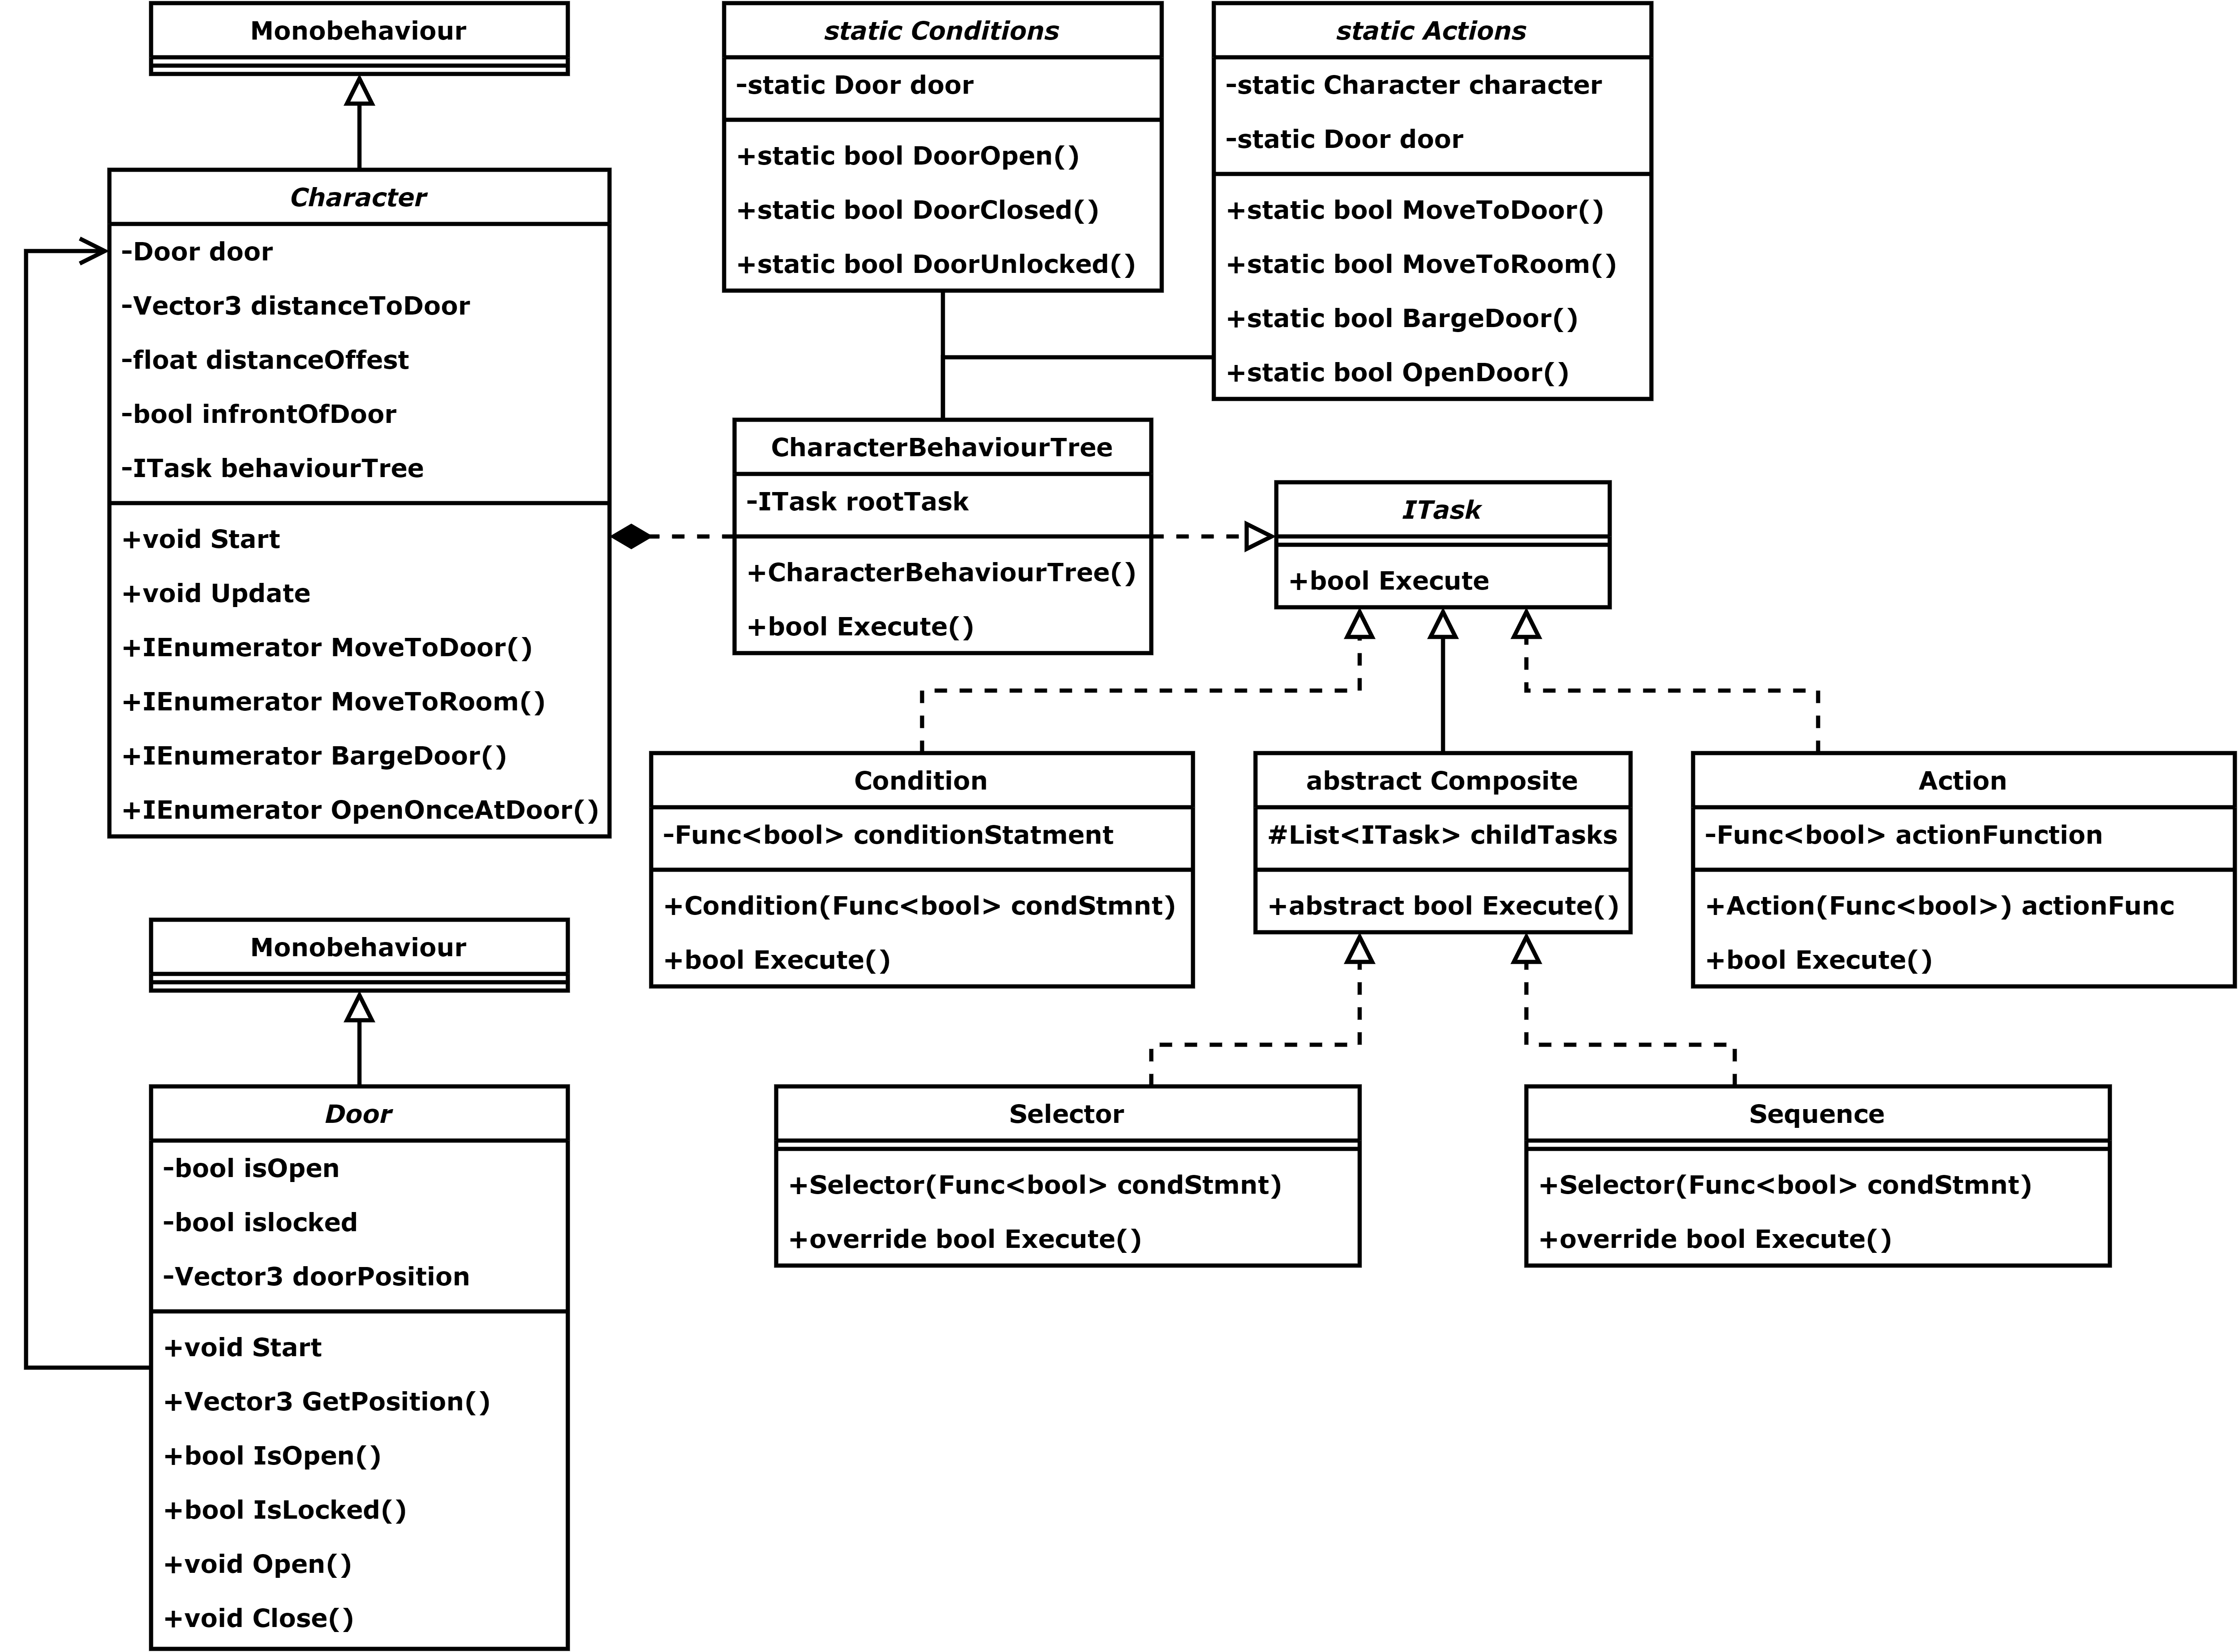 Monobehaviour
Character
-Door door
-Vector3 distanceToDoor
-float distanceOffest
-bool infrontOfDoor
-ITask behaviourTree
+void Start
+void Update
+IEnumerator MoveToDoor()
+IEnumerator MoveToRoom()
+IEnumerator BargeDoor()
+IEnumerator OpenOnceAtDoor()
Monobehaviour
Door
-bool isOpen
-bool islocked
-Vector3 doorPosition
+void Start
+Vector3 GetPosition()
+bool IsOpen()
+bool IsLocked()
+void Open()
+void Close()
static Conditions
-static Door door
+static bool DoorOpen()
+static bool DoorClosed()
+static bool DoorUnlocked()
static Actions
-static Character character
-static Door door
+static bool MoveToDoor()
+static bool MoveToRoom()
+static bool BargeDoor()
+static bool OpenDoor()
CharacterBehaviourTree
-ITask rootTask
+CharacterBehaviourTree()
+bool Execute()
ITask
+bool Execute
Condition
-Func<bool> conditionStatment
+Condition(Func<bool> condStmnt)
+bool Execute()
abstract Composite
#List<ITask> childTasks
+abstract bool Execute()
Action
-Func<bool> actionFunction
+Action(Func<bool>) actionFunc
+bool Execute()
Selector
+Selector(Func<bool> condStmnt)
+override bool Execute()
Sequence
+Selector(Func<bool> condStmnt)
+override bool Execute()